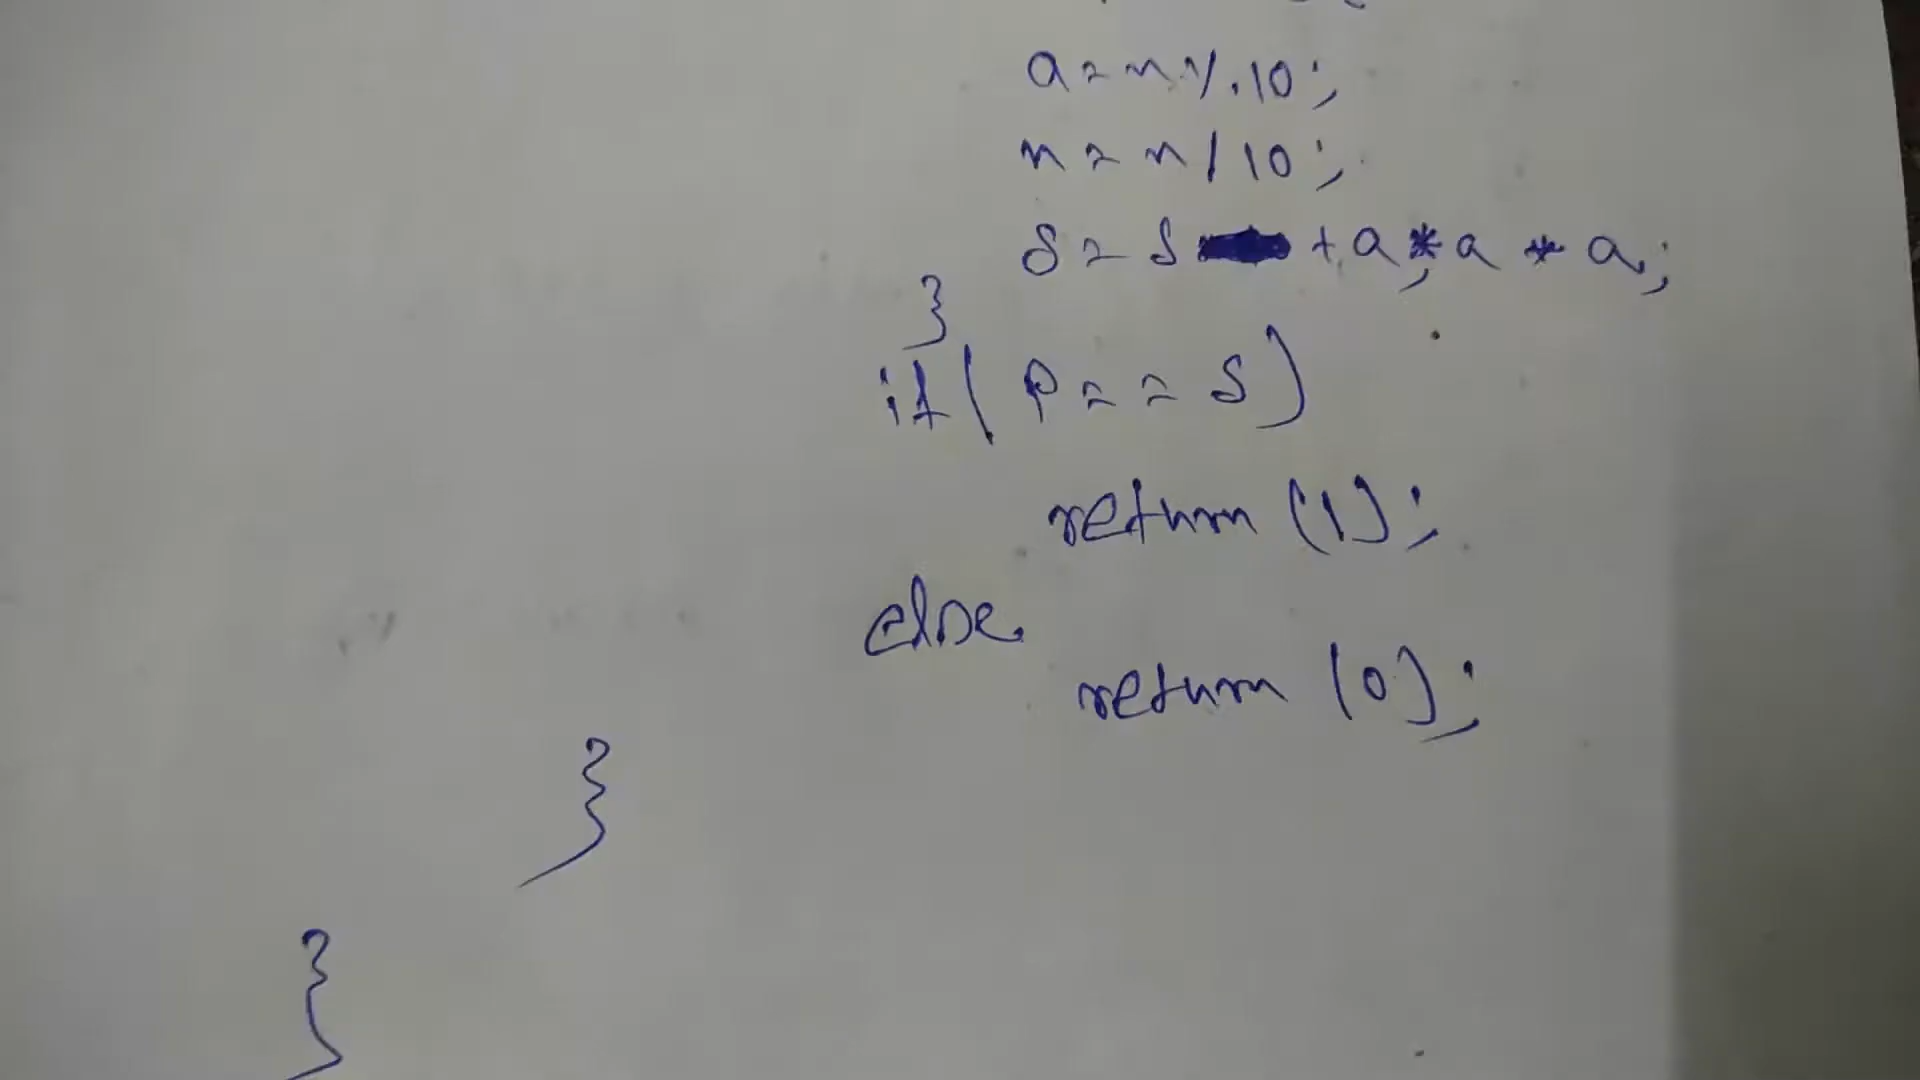 a=n%10;
n=n/10;
s=s+a*a*a;
}
if(p==s)
return(1);
else
return(0);
}
}